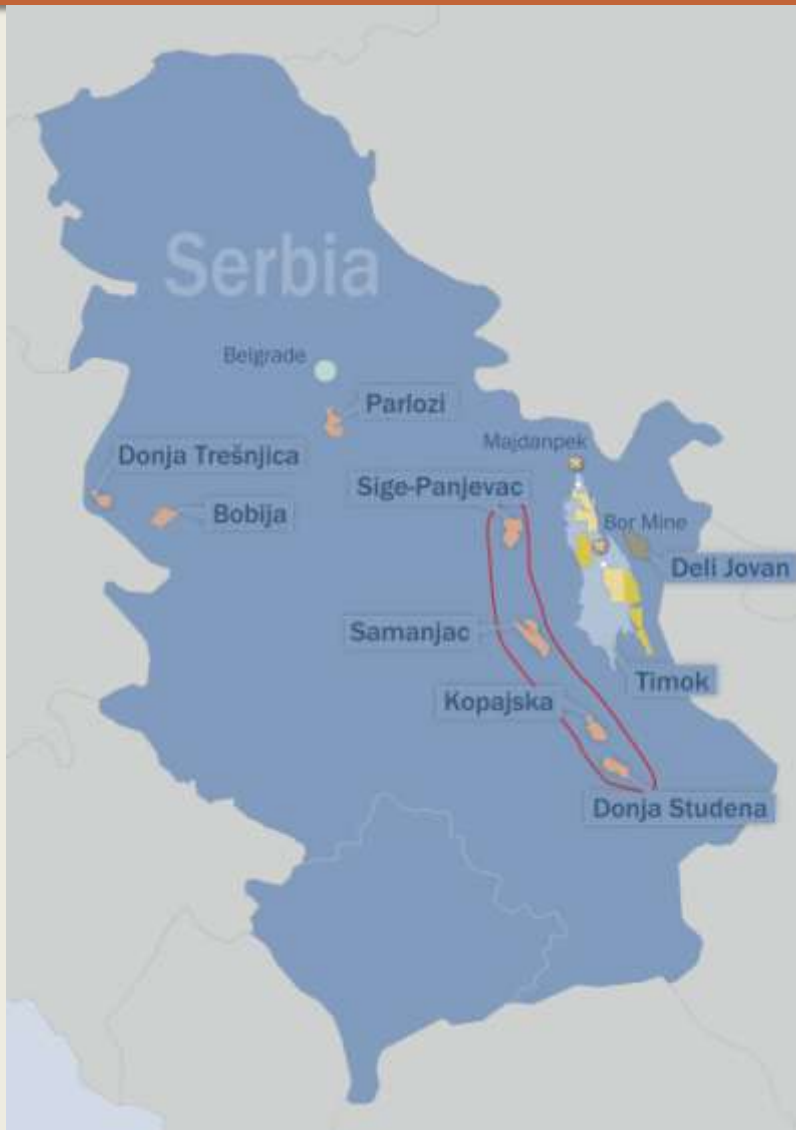 Serbia
Belgrade
Parlozi
Majdanpek
Donja Trešnjica
Sige-Panjevac
Bobija
Bor Mine
Deli Jovan
Samanjac
Timok
Kopajska
Donja Studena